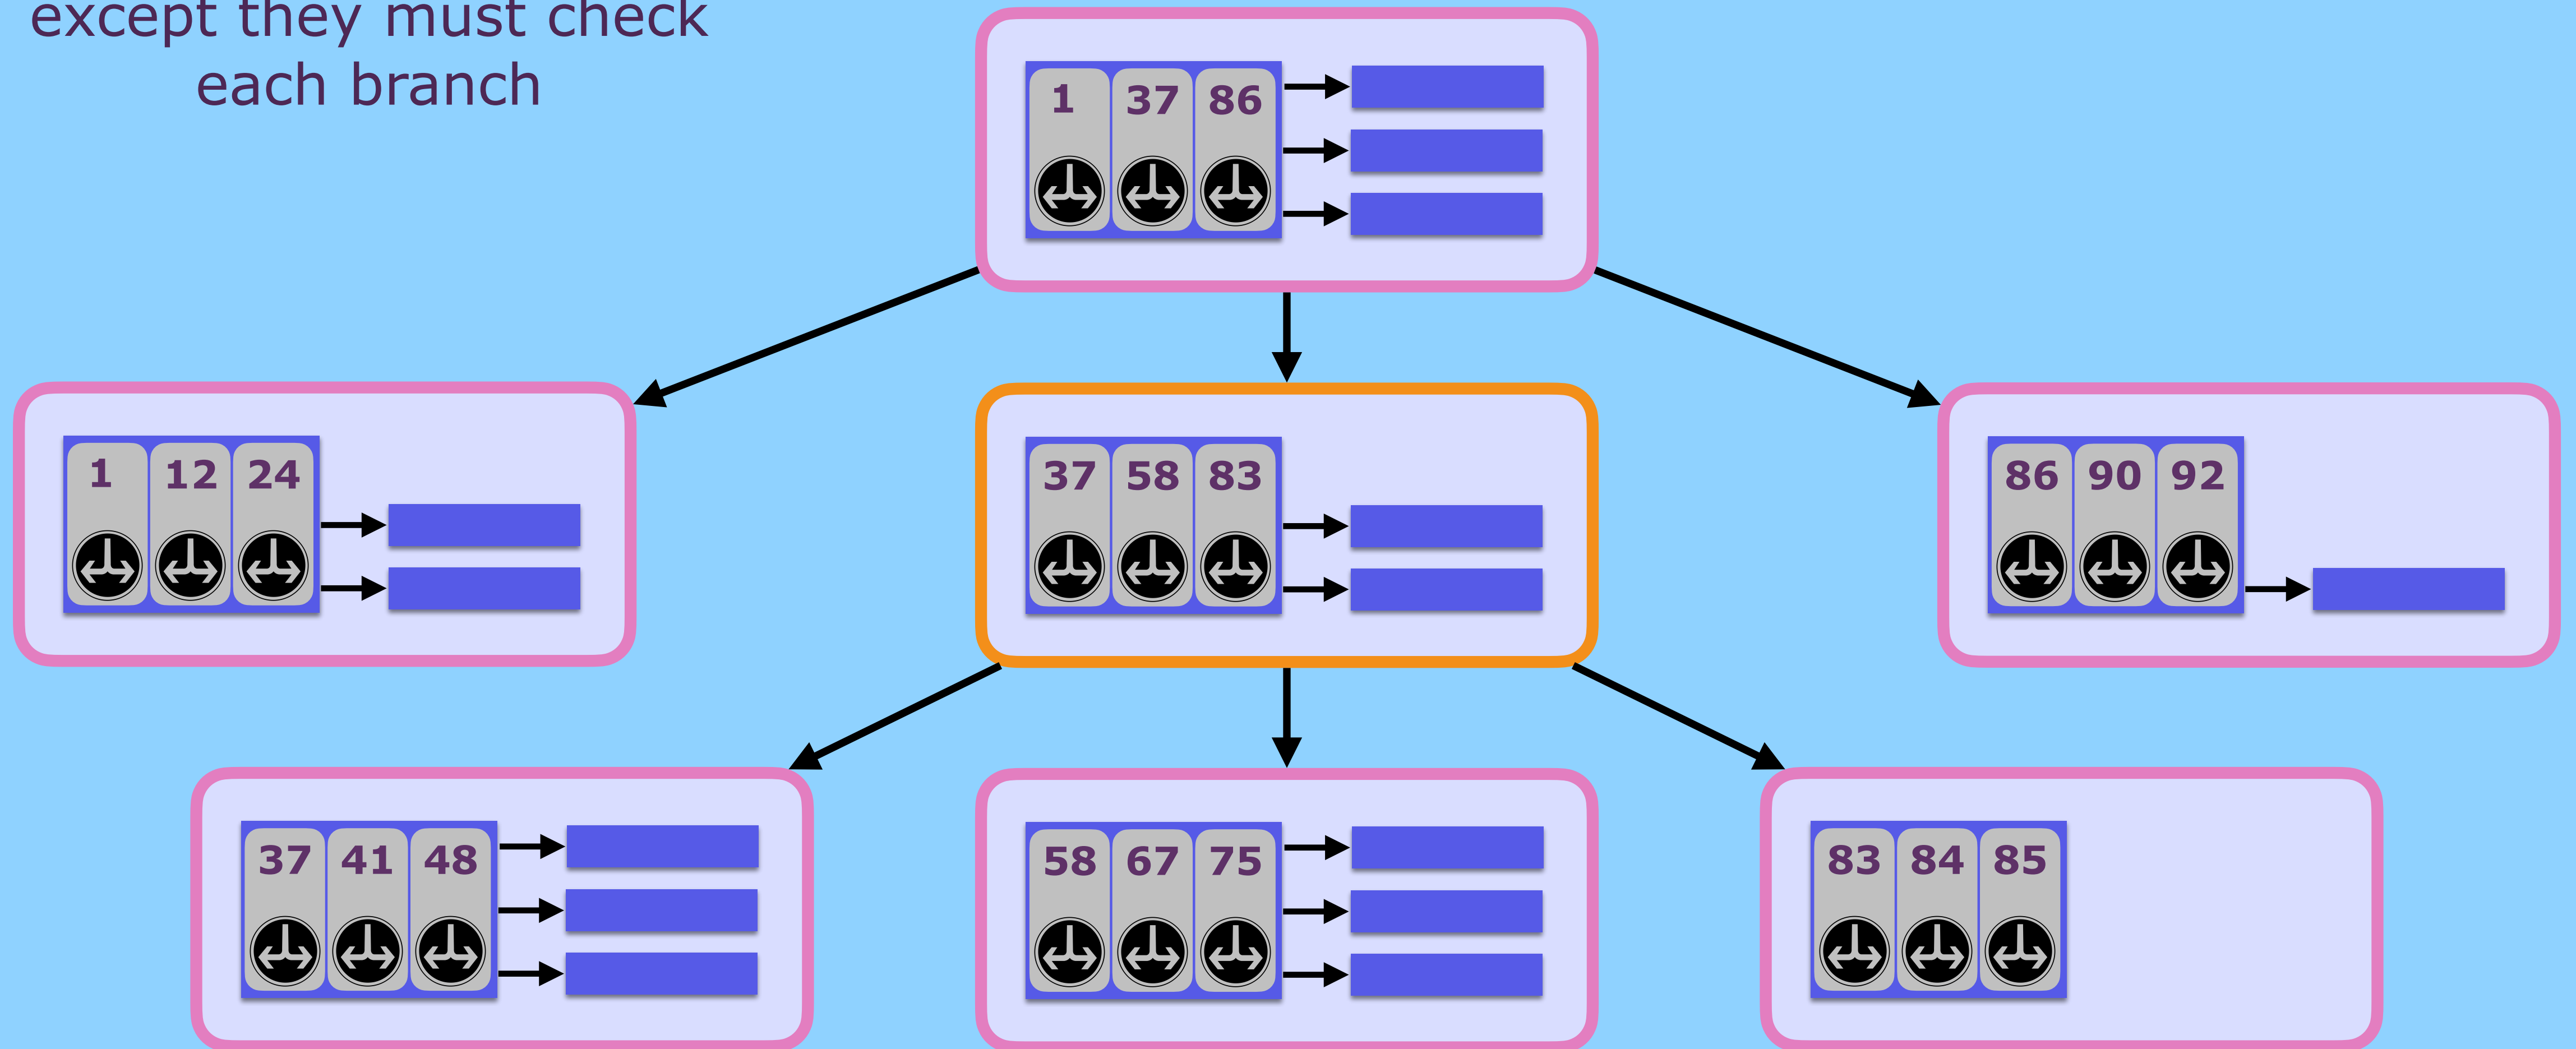 except they must check
each branch
1 37 86
1 12 24
37 58 83
86 90 92
37 41 48
58 67 75
83 84 85